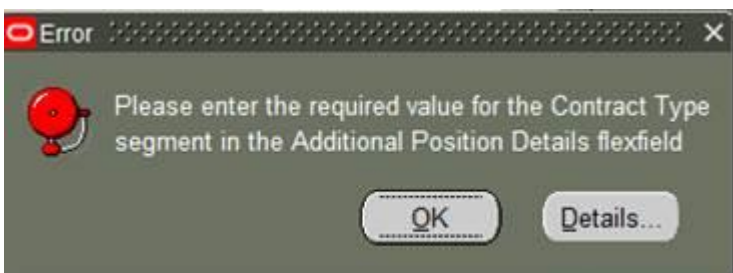 Error
Please enter the required value for the Contract Type
segment in the Additional Position Details flexfield
OK
Details...